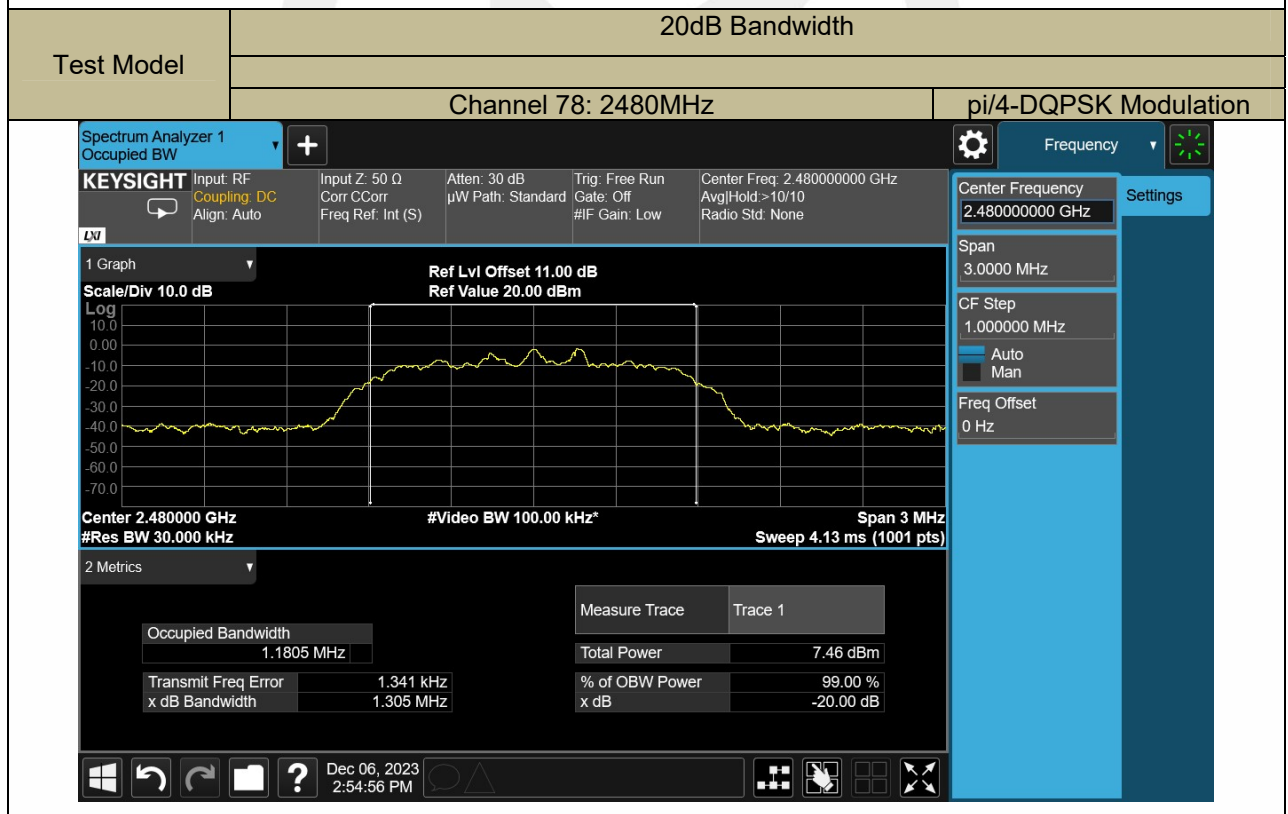 20dB Bandwidth
Test Model
Channel 78: 2480MHz pi/4-DQPSK Modulation
Spectrum Analyzer 1
Occupied BW
Frequency
KEYSIGHT Input: RF Input Z: 50 Ω Atten: 30 dB Trig: Free Run Center Freq: 2.480000000 GHz
Coupling: DC Corr CCorr µW Path: Standard Gate: Off Avg|Hold:>10/10
Align: Auto Freq Ref: Int (S) #IF Gain: Low Radio Std: None
LXI
Center Frequency
2.480000000 GHz
Settings
Span
3.0000 MHz
CF Step
1.000000 MHz
Auto
Man
Freq Offset
0 Hz
1 Graph
Ref Lvl Offset 11.00 dB
Scale/Div 10.0 dB Ref Value 20.00 dBm
Log
10.0
0.00
-10.0
-20.0
-30.0
-40.0
-50.0
-60.0
-70.0
Center 2.480000 GHz #Video BW 100.00 kHz* Span 3 MHz
#Res BW 30.000 kHz Sweep 4.13 ms (1001 pts)
2 Metrics
Measure Trace Trace 1
Occupied Bandwidth
1.1805 MHz
Total Power 7.46 dBm
Transmit Freq Error 1.341 kHz % of OBW Power 99.00 %
x dB Bandwidth 1.305 MHz x dB -20.00 dB
? Dec 06, 2023
2:54:56 PM